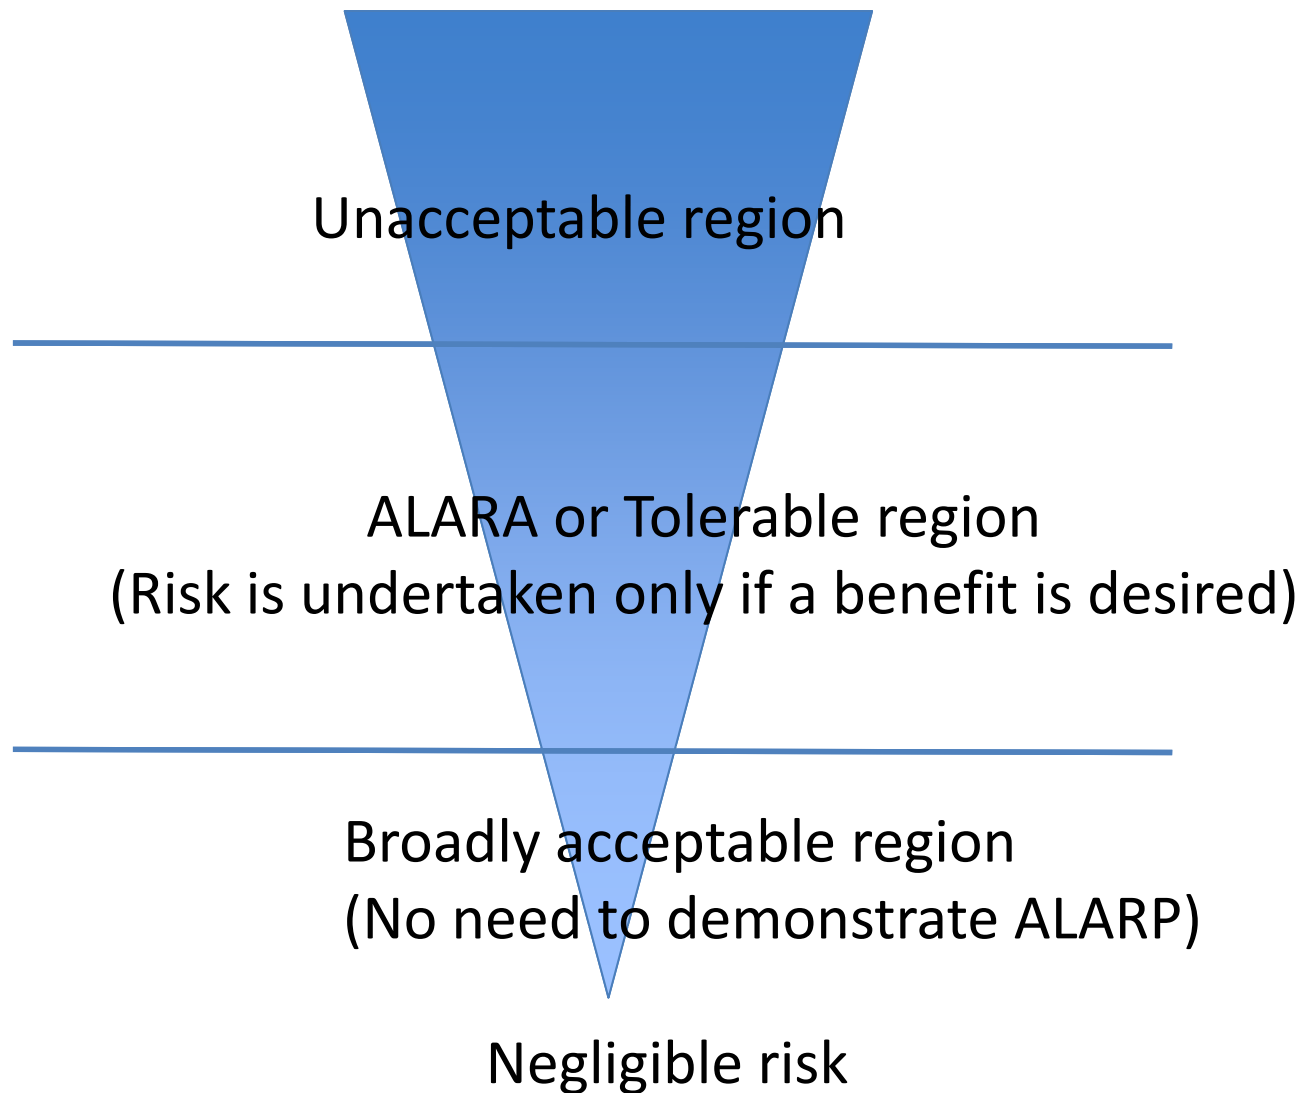 Unacceptable region
ALARA or Tolerable region
(Risk is undertaken only if a benefit is desired)
Broadly acceptable region
(No need to demonstrate ALARP)
Negligible risk